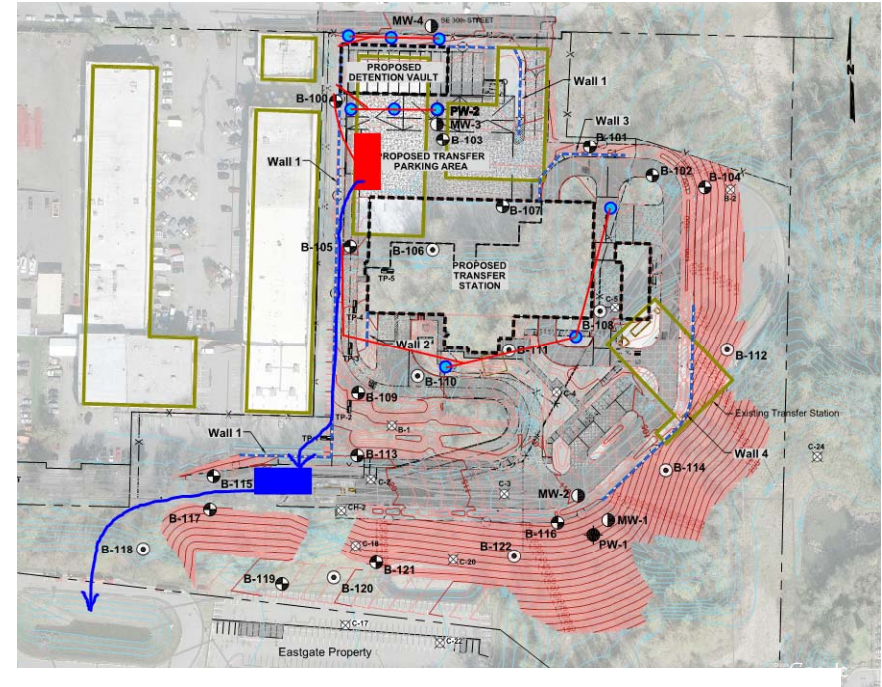 MW-4
SE 30th STREET
N
PROPOSED
DETENTION VAULT
Wall 1
B-100
PW-2
MW-3
B-103
Wall 3
B-101
Wall 1
PROPOSED TRANSFER
PARKING AREA
B-102
B-104
B-2
B-107
B-105
B-106
PROPOSED
TRANSFER
STATION
TP-5
C-5
TP-4
B-108
Wall 2
B-111
B-112
TP-3
B-110
B-109
C-4
TP-2
Existing Transfer Station
B-1
Wall 1
TP-1
B-113
Wall 4
C-24
B-114
B-115
C-2
C-3
MW-2
B-117
CH-2
B-116
MW-1
PW-1
B-118
C-18
B-122
C-20
B-121
B-119
B-120
C-17
C-22
Eastgate Property